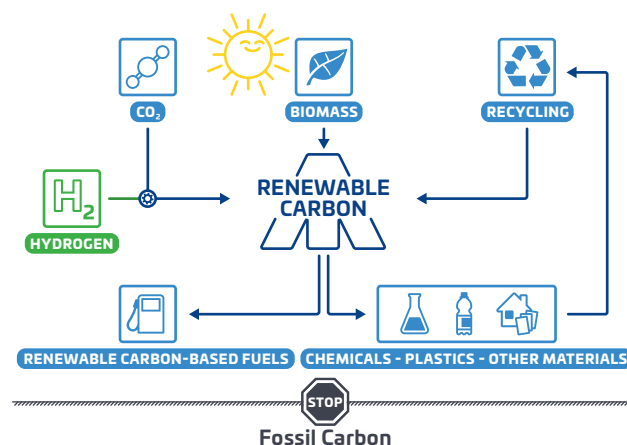 CO₂
BIOMASS
RECYCLING
RENEWABLE
CARBON
H₂
HYDROGEN
RENEWABLE CARBON-BASED FUELS
CHEMICALS - PLASTICS - OTHER MATERIALS
STOP
Fossil Carbon